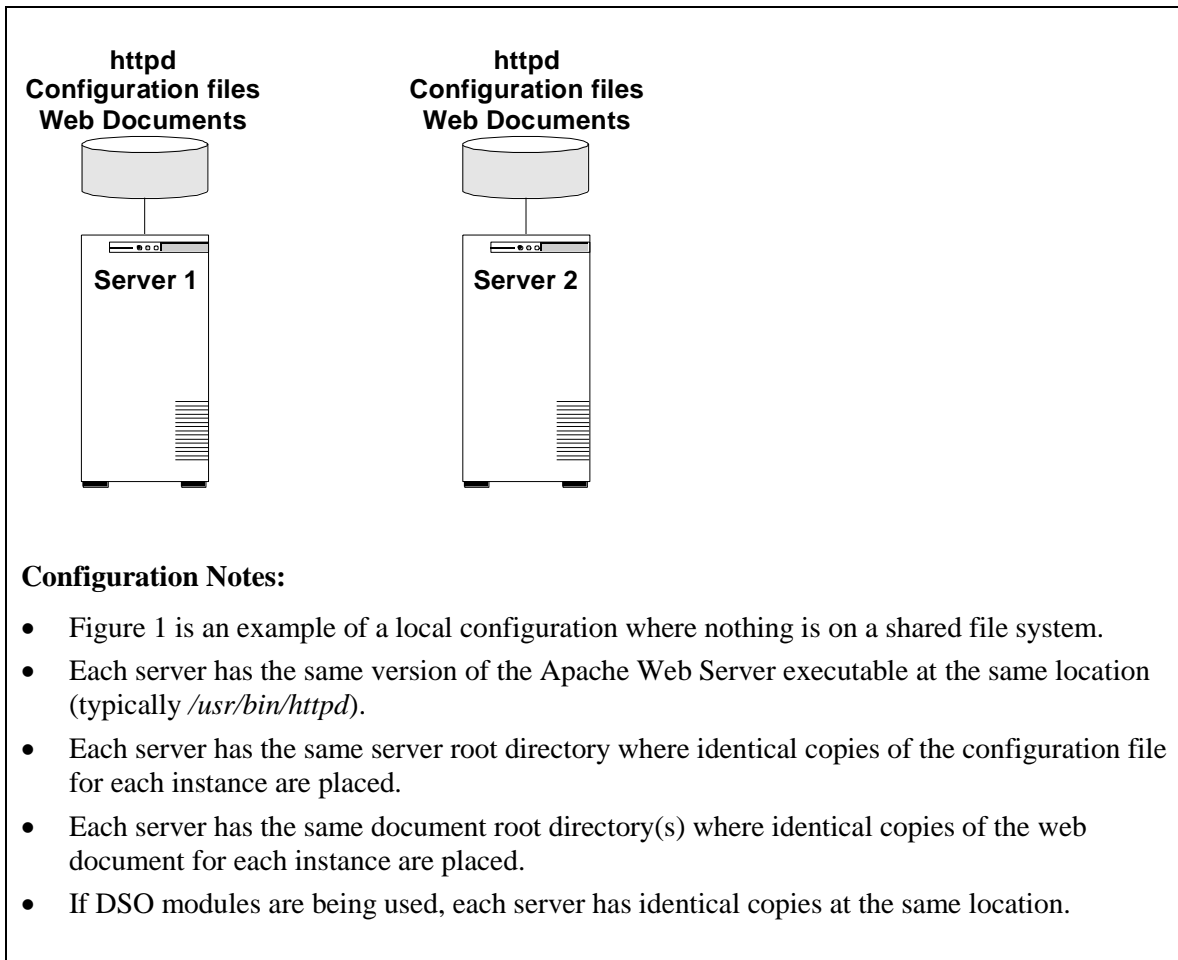 httpd
Configuration files
Web Documents
httpd
Configuration files
Web Documents
Server 1
Server 2
Configuration Notes:
• Figure 1 is an example of a local configuration where nothing is on a shared file system.
• Each server has the same version of the Apache Web Server executable at the same location
(typically /usr/bin/httpd).
• Each server has the same server root directory where identical copies of the configuration file
for each instance are placed.
• Each server has the same document root directory(s) where identical copies of the web
document for each instance are placed.
• If DSO modules are being used, each server has identical copies at the same location.